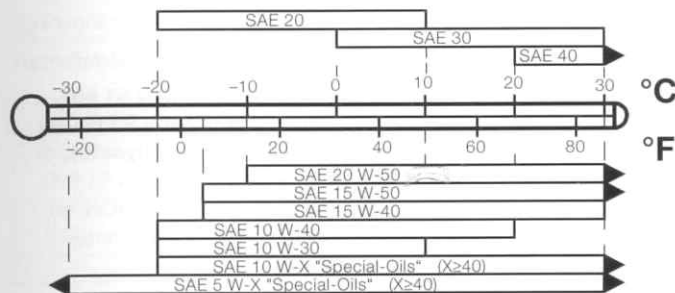 SAE 20
SAE 30
SAE 40
-30 -20 -10 0 10 20 30 °C
-20 0 20 40 60 80 °F
SAE 20 W-50
SAE 15 W-50
SAE 15 W-40
SAE 10 W-40
SAE 10 W-30
SAE 10 W-X "Special-Oils" (X≥40)
SAE 5 W-X "Special-Oils" (X≥40)